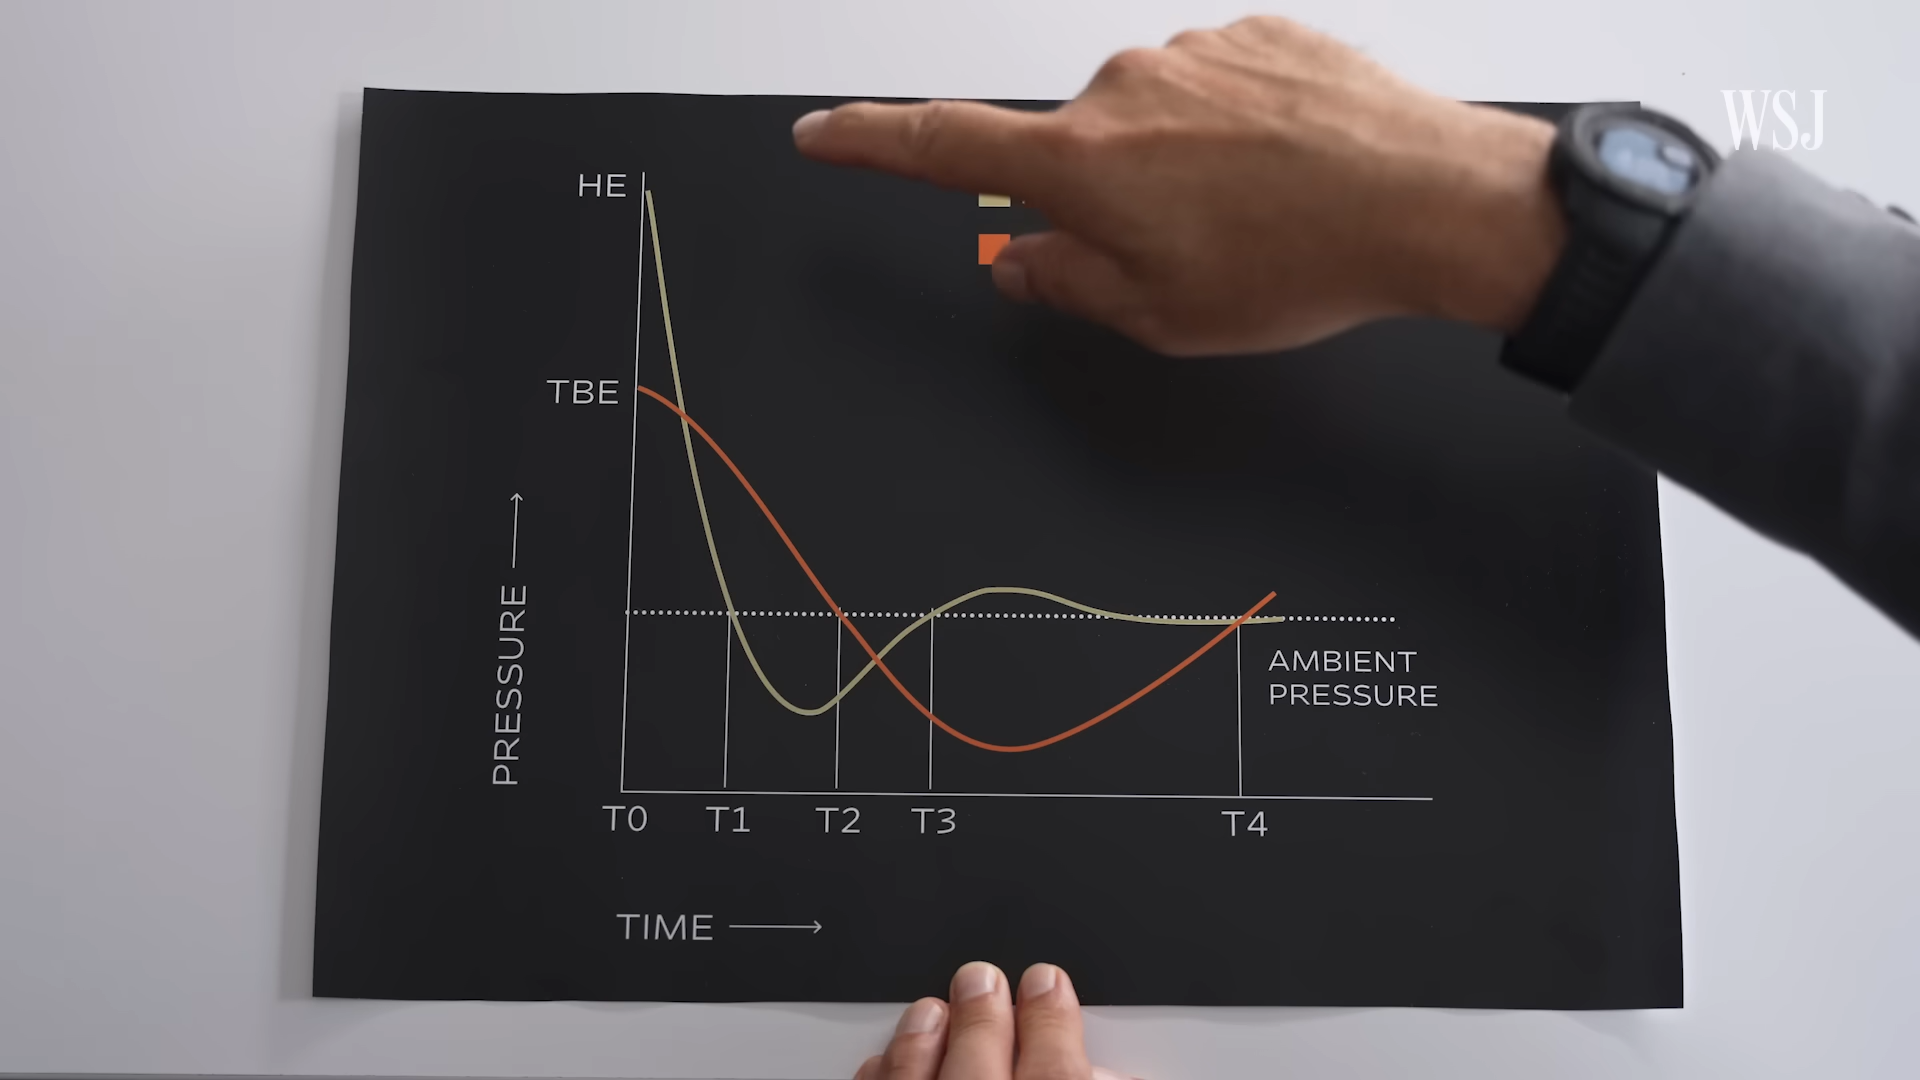 WSJ
HE
TBE
PRESSURE
AMBIENT
PRESSURE
T0 T1 T2 T3 T4
TIME